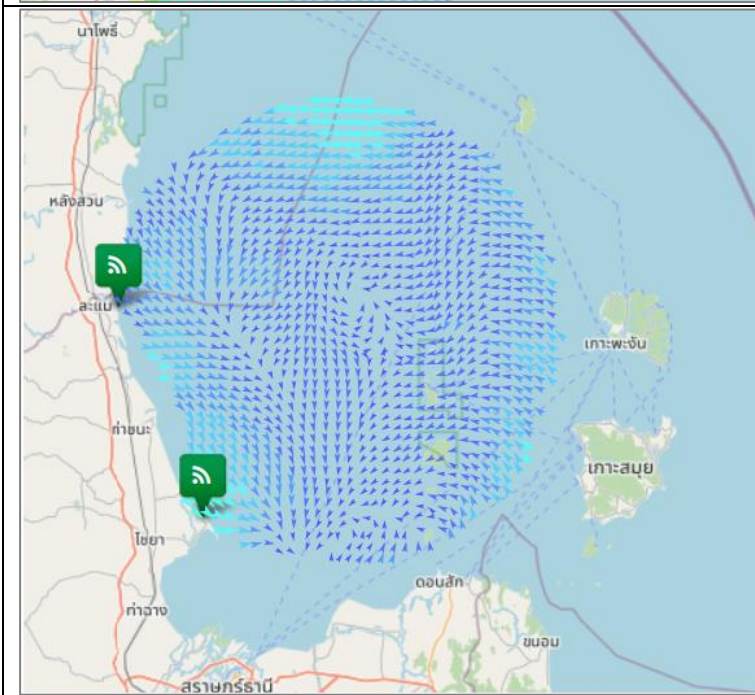 นาโพธิ์
หลังสวน
ละแม
เกาะพะงัน
ท่าชนะ
เกาะสมุย
ไชยา
ดอนสัก
ท่าฉาง
ขนอม
สุราษฎร์ธานี